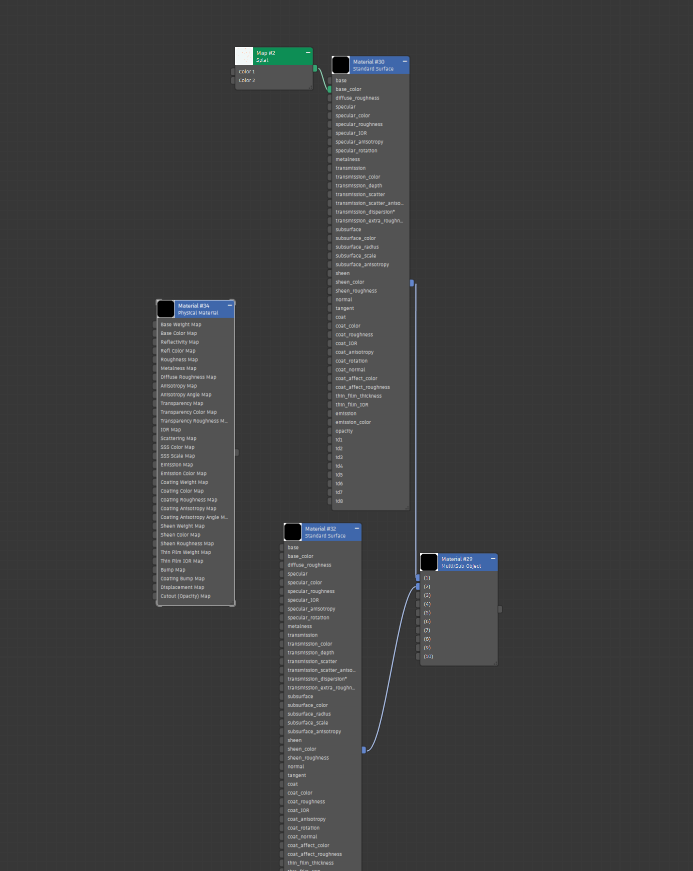 Map #2
Splat
Color 1
Color 2
Material #30
Standard Surface
base
base_color
diffuse_roughness
specular
specular_color
specular_roughness
specular_IOR
specular_anisotropy
specular_rotation
metalness
transmission
transmission_color
transmission_depth
transmission_scatter
transmission_scatter_aniso...
transmission_dispersion*
transmission_extra_roughn...
subsurface
subsurface_color
subsurface_radius
subsurface_scale
subsurface_anisotropy
sheen
sheen_color
sheen_roughness
normal
tangent
coat
coat_color
coat_roughness
coat_IOR
coat_anisotropy
coat_rotation
coat_normal
coat_affect_color
coat_affect_roughness
thin_film_thickness
thin_film_IOR
emission
emission_color
opacity
id1
id2
id3
id4
id5
id6
id7
id8
Material #34
Physical Material
Base Weight Map
Base Color Map
Reflectivity Map
Refl Color Map
Roughness Map
Metalness Map
Diffuse Roughness Map
Anisotropy Map
Anisotropy Angle Map
Transparency Map
Transparency Color Map
Transparency Roughness M...
IOR Map
Scattering Map
SSS Color Map
SSS Scale Map
Emission Map
Emission Color Map
Coating Weight Map
Coating Color Map
Coating Roughness Map
Coating Anisotropy Map
Coating Anisotropy Angle M...
Sheen Weight Map
Sheen Color Map
Sheen Roughness Map
Thin Film Weight Map
Thin Film IOR Map
Bump Map
Coating Bump Map
Displacement Map
Cutout (Opacity) Map
Material #32
Standard Surface
base
base_color
diffuse_roughness
specular
specular_color
specular_roughness
specular_IOR
specular_anisotropy
specular_rotation
metalness
transmission
transmission_color
transmission_depth
transmission_scatter
transmission_scatter_aniso...
transmission_dispersion*
transmission_extra_roughn...
subsurface
subsurface_color
subsurface_radius
subsurface_scale
subsurface_anisotropy
sheen
sheen_color
sheen_roughness
normal
tangent
coat
coat_color
coat_roughness
coat_IOR
coat_anisotropy
coat_rotation
coat_normal
coat_affect_color
coat_affect_roughness
thin_film_thickness
Material #29
Multi/Sub-Object
(1)
(2)
(3)
(4)
(5)
(6)
(7)
(8)
(9)
(10)